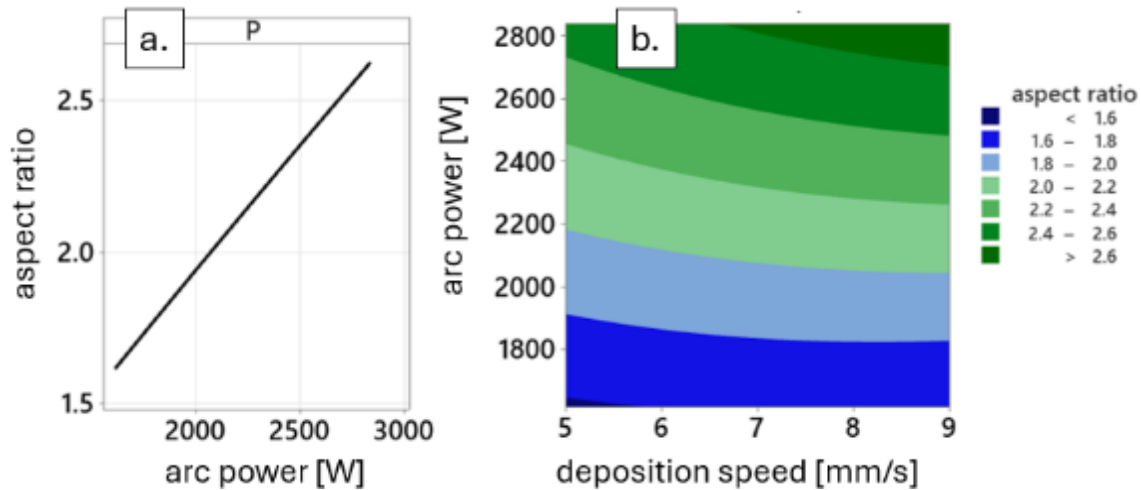 a.
P
aspect ratio
2.5
2.0
1.5
2000 2500 3000
arc power [W]
b.
arc power [W]
2800
2600
2400
2200
2000
1800
5 6 7 8 9
deposition speed [mm/s]
aspect ratio
< 1.6
1.6 – 1.8
1.8 – 2.0
2.0 – 2.2
2.2 – 2.4
2.4 – 2.6
> 2.6